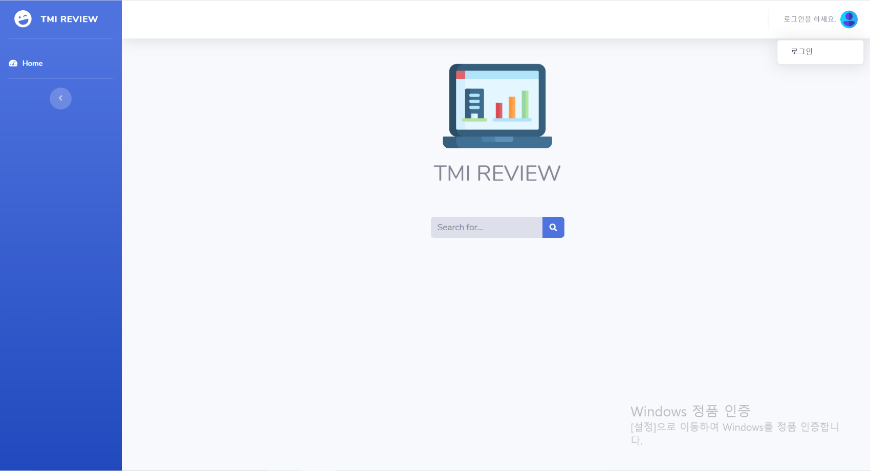 TMI REVIEW
로그인을 하세요.
로그인
Home
TMI REVIEW
Search for...
Windows 정품 인증
[설정]으로 이동하여 Windows를 정품 인증합니
다.